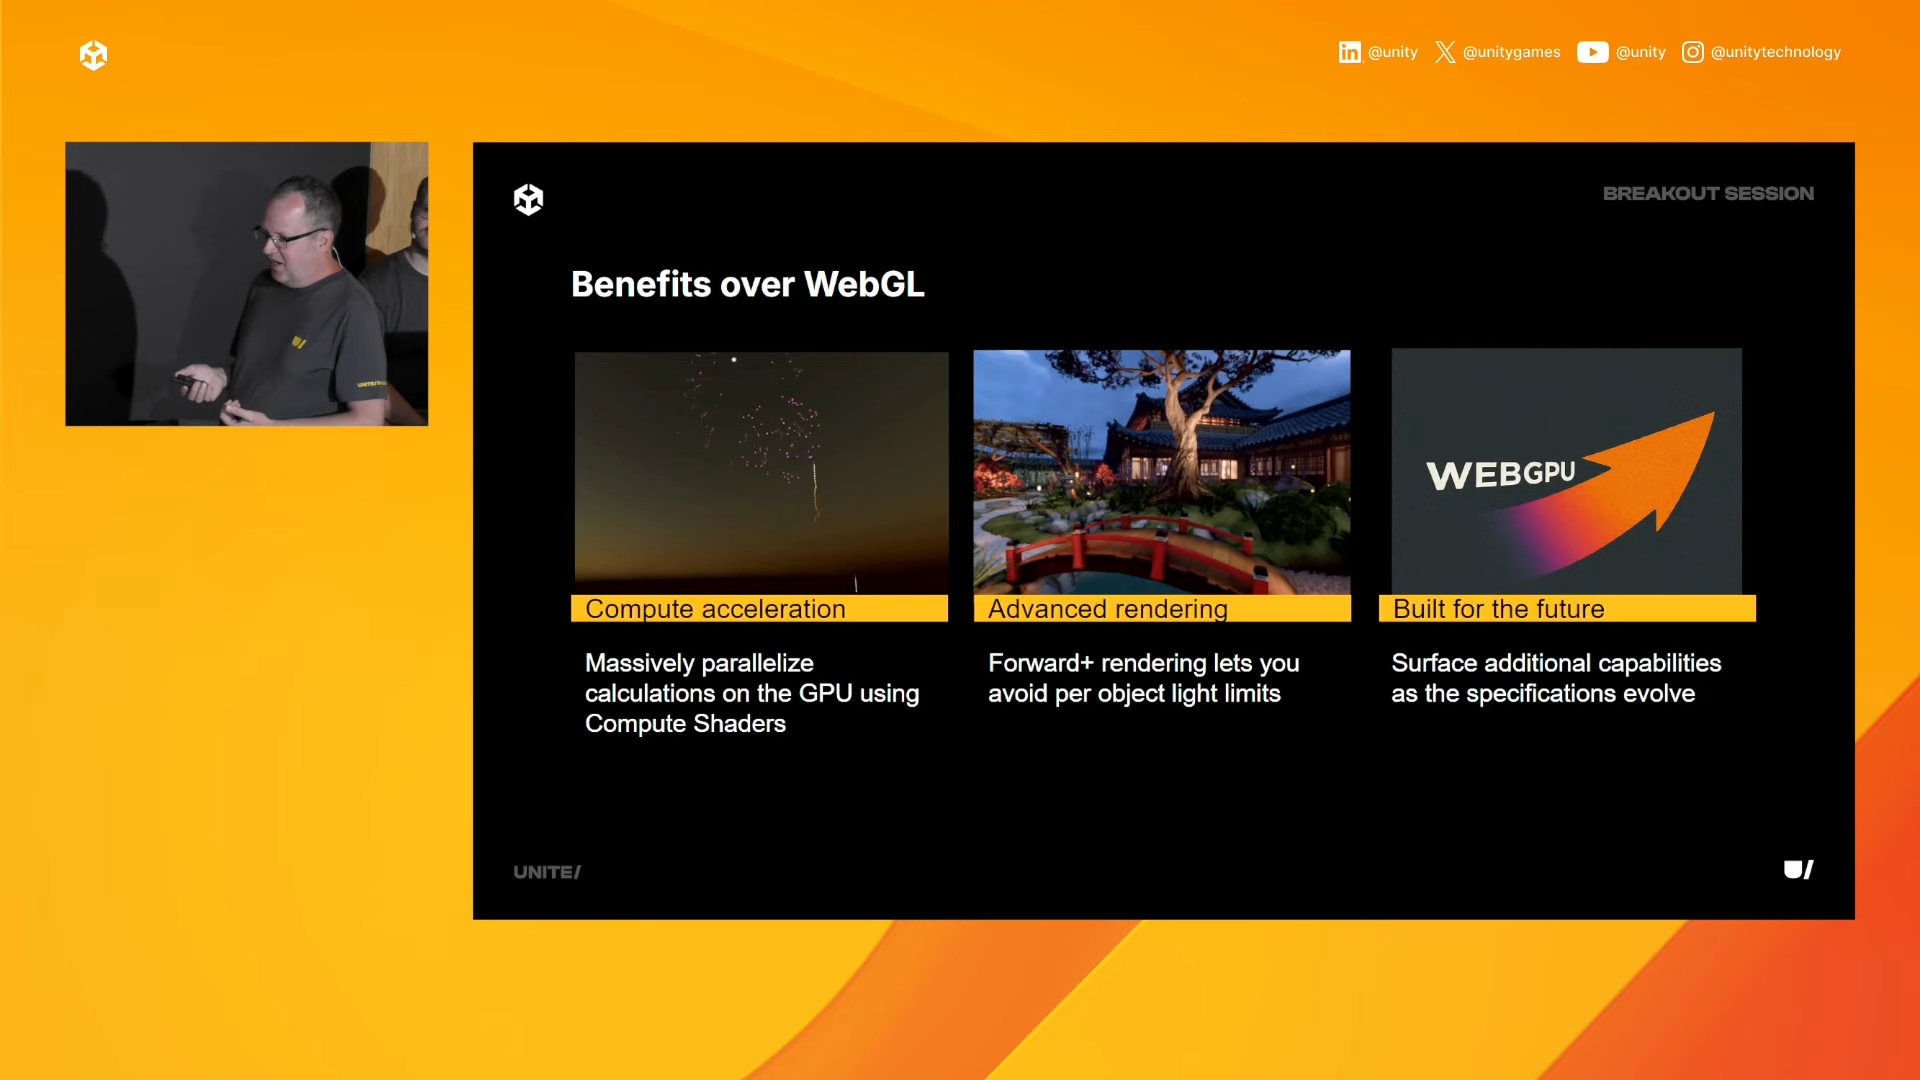 @unity
@unitygames
@unity
@unitytechnology
BREAKOUT SESSION
Benefits over WebGL
WEBGPU
Compute acceleration
Massively parallelize
calculations on the GPU using
Compute Shaders
Advanced rendering
Forward+ rendering lets you
avoid per object light limits
Built for the future
Surface additional capabilities
as the specifications evolve
UNITE/
U/